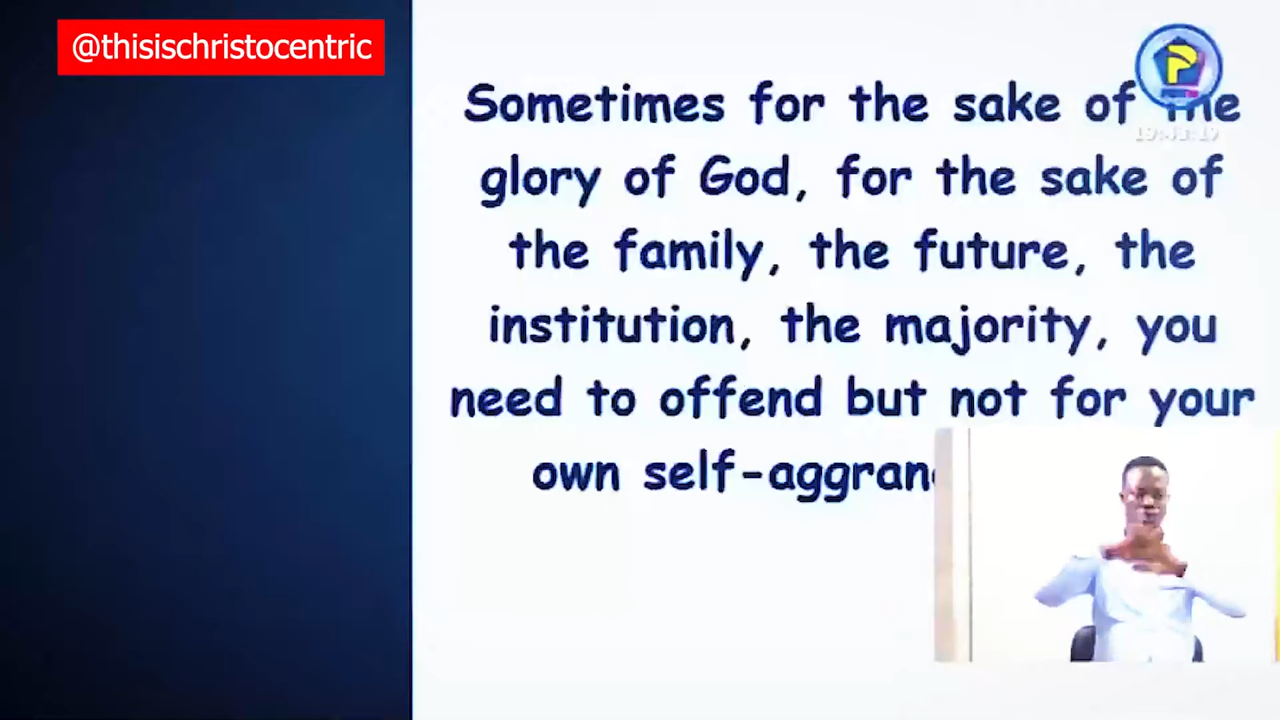 @thisischristocentric
Sometimes for the sake of the
glory of God, for the sake of
the family, the future, the
institution, the majority, you
need to offend but not for your
own self-aggran